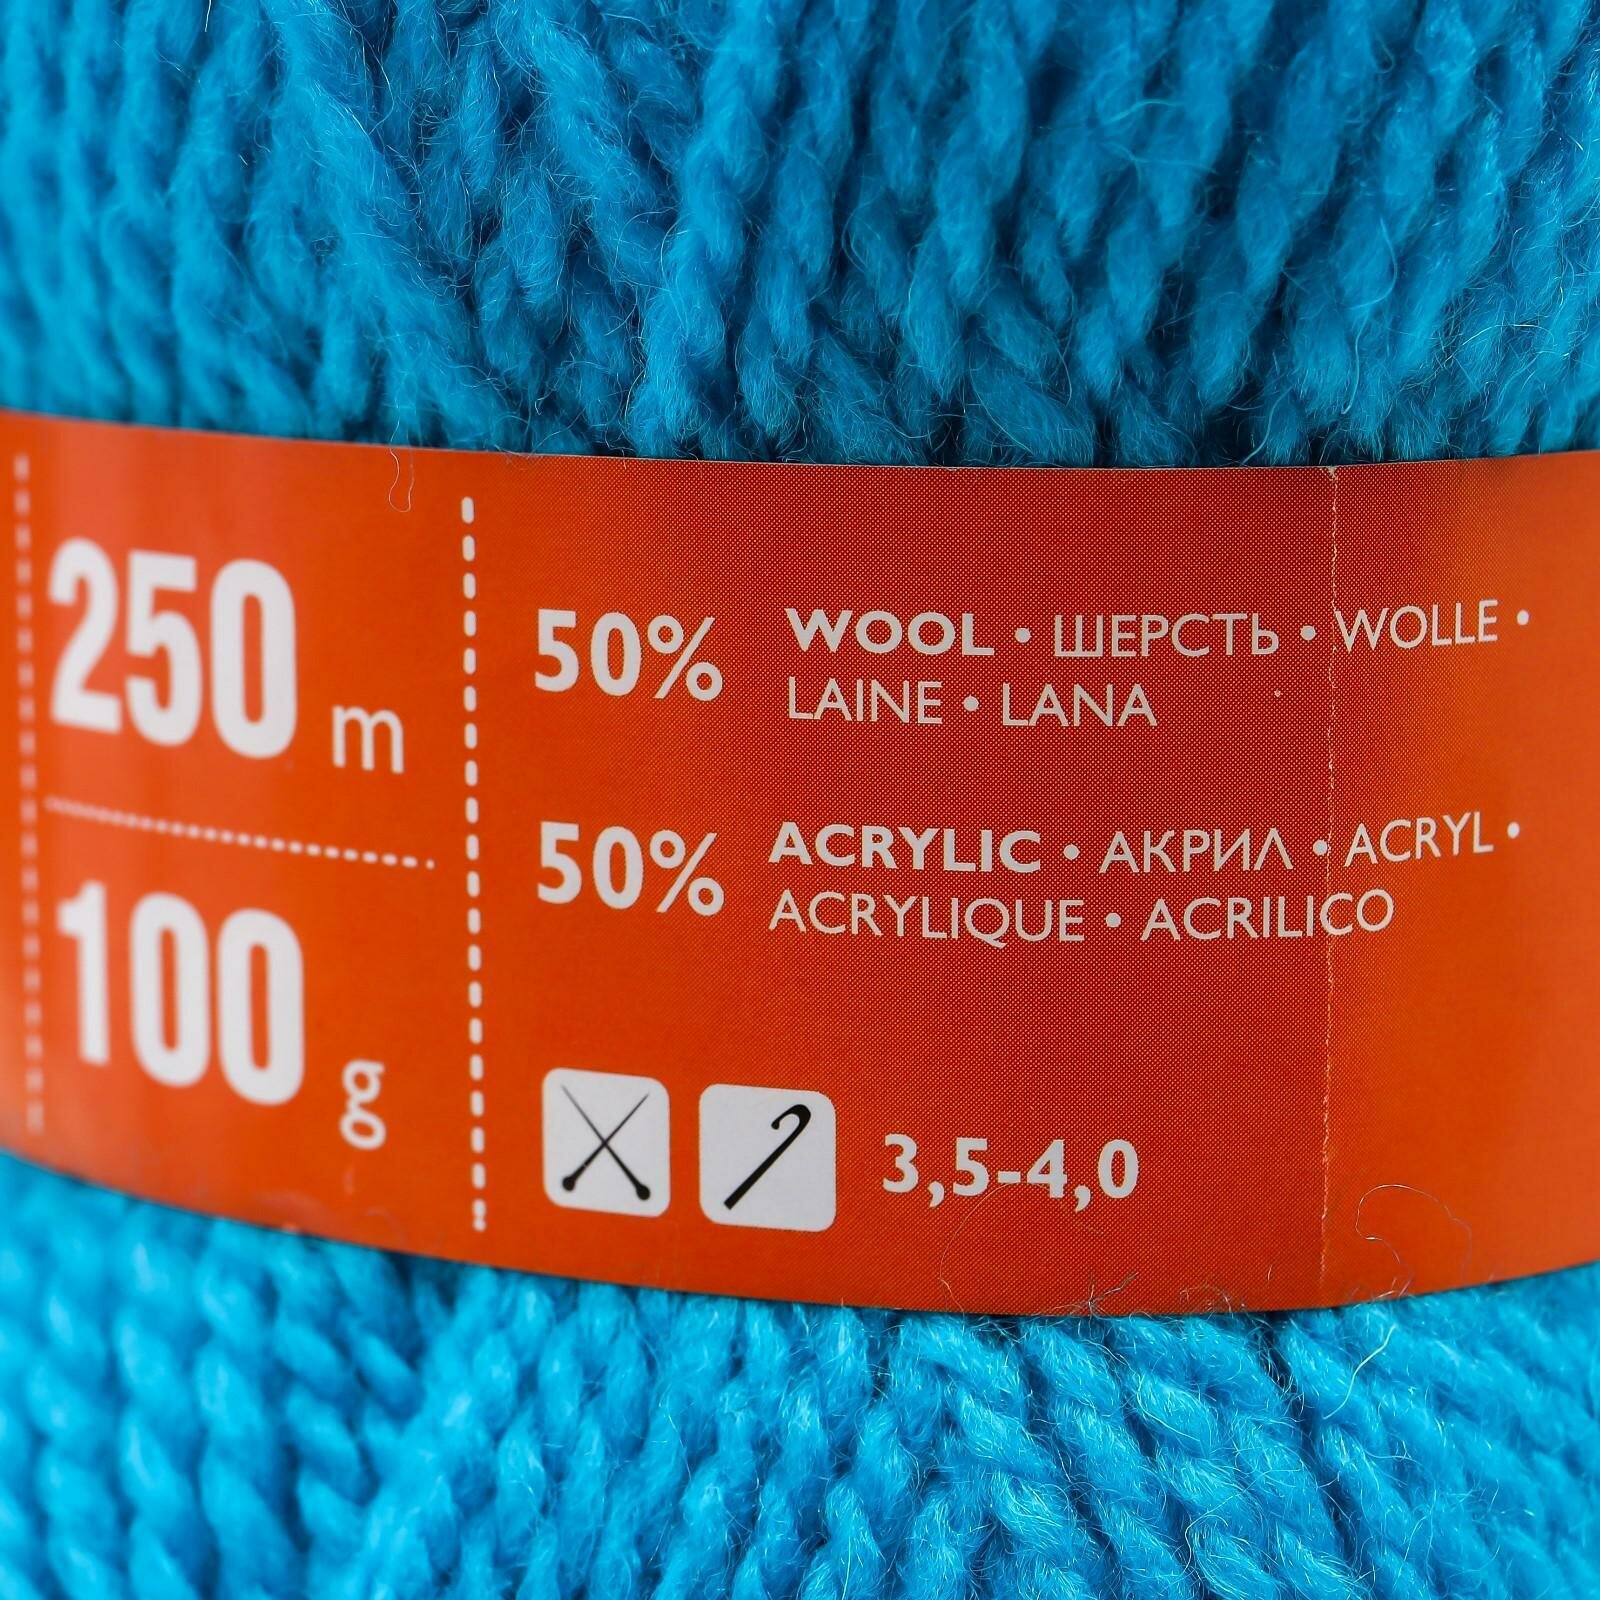 250 m
100 g
50% WOOL • ШЕРСТЬ • WOLLE •
LAINE • LANA
50% ACRYLIC • АКРИЛ • ACRYL •
ACRYLIQUE • ACRILICO
3,5-4,0